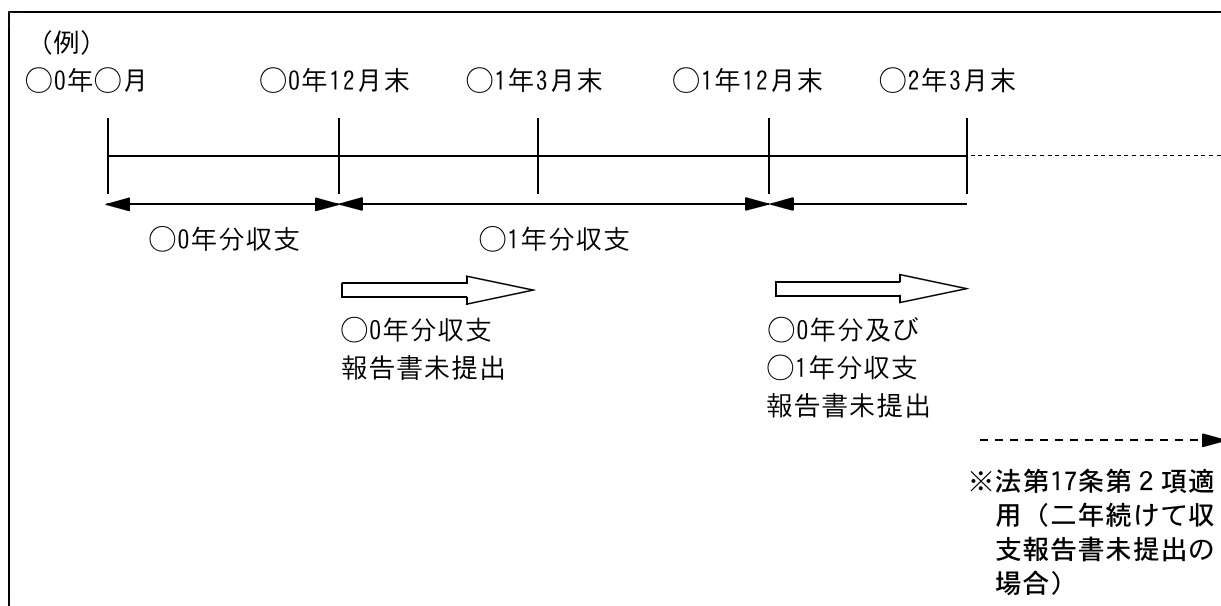 （例）
◯0年◯月
◯0年12月末
◯1年3月末
◯1年12月末
◯2年3月末
◯0年分収支
◯1年分収支
◯0年分収支
報告書未提出
◯0年分及び
◯1年分収支
報告書未提出
※法第17条第２項適
用（二年続けて収
支報告書未提出の
場合）